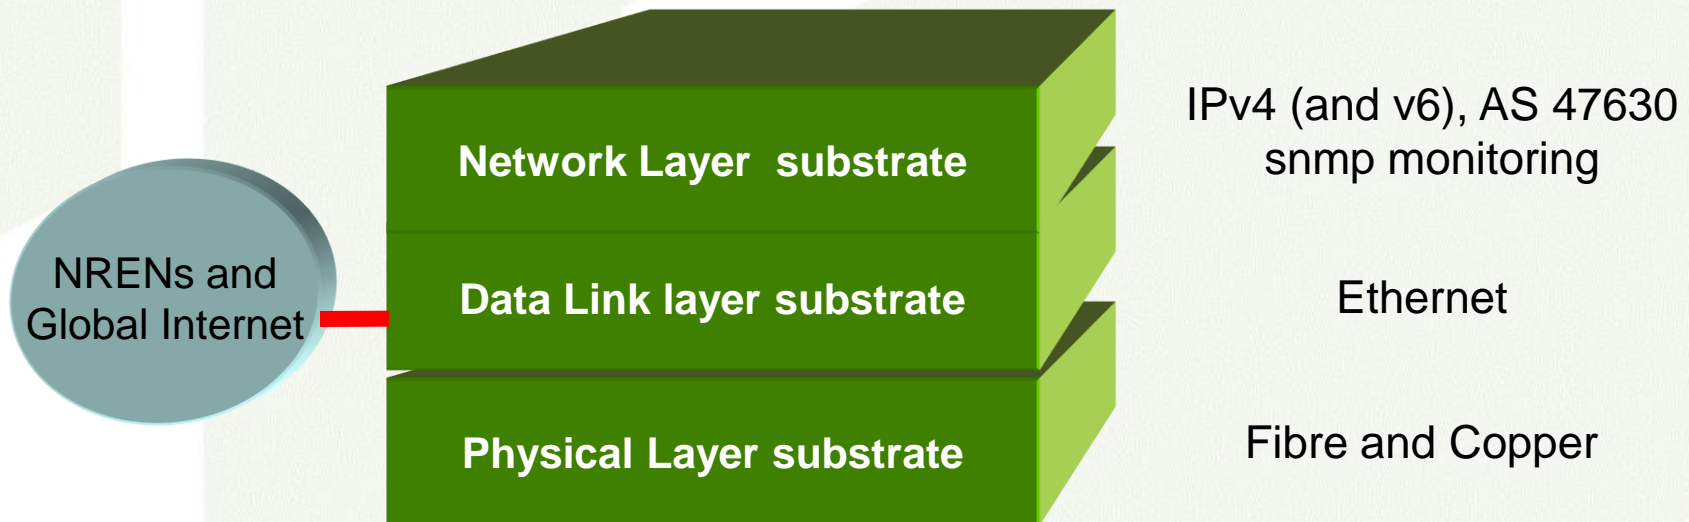 IPv4 (and v6), AS 47630
snmp monitoring
Network Layer  substrate
NRENs and
Global Internet
Data Link layer substrate
Ethernet
Physical Layer substrate
Fibre and Copper